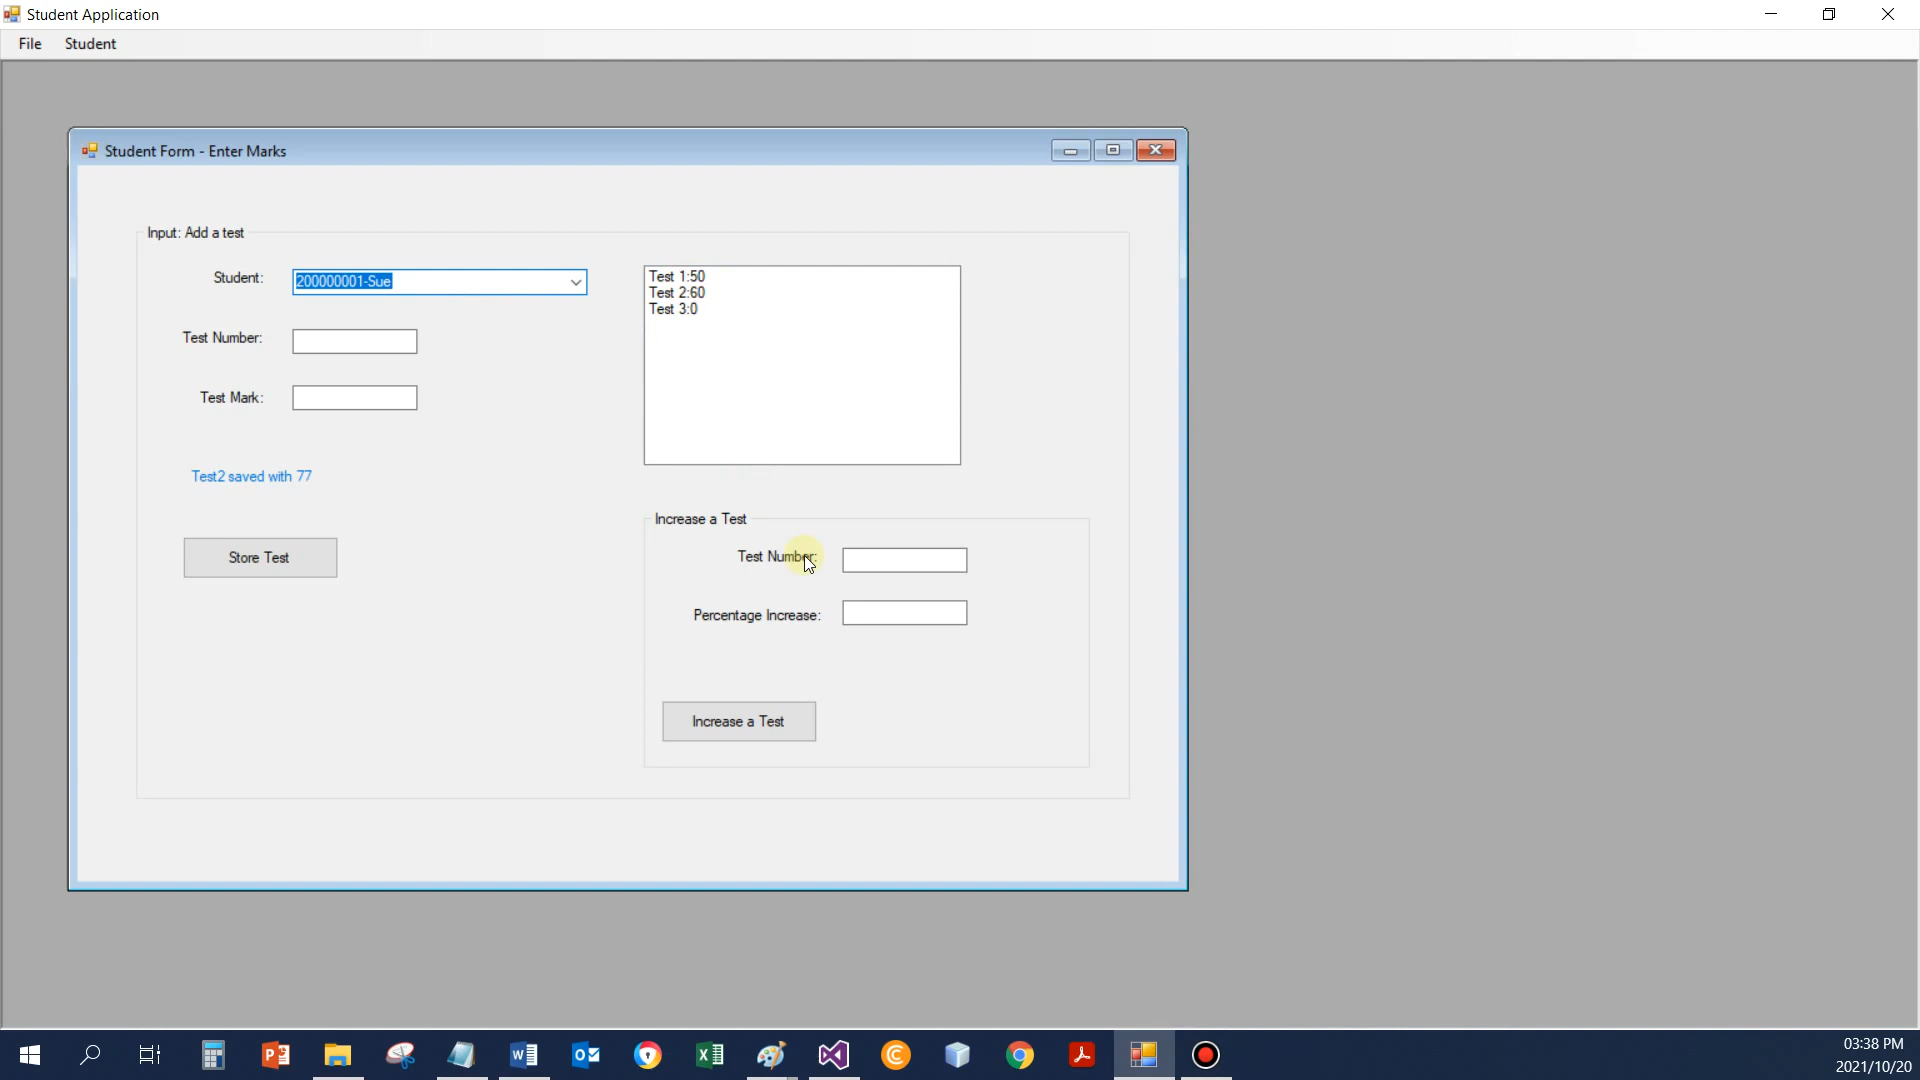 Student Application
File Student
Student Form - Enter Marks
Input: Add a test
Student: 200000001-Sue
Test 1:50
Test 2:60
Test 3:0
Test Number:
Test Mark:
Test2 saved with 77
Store Test
Increase a Test
Test Number:
Percentage Increase:
Increase a Test
03:38 PM
2021/10/20